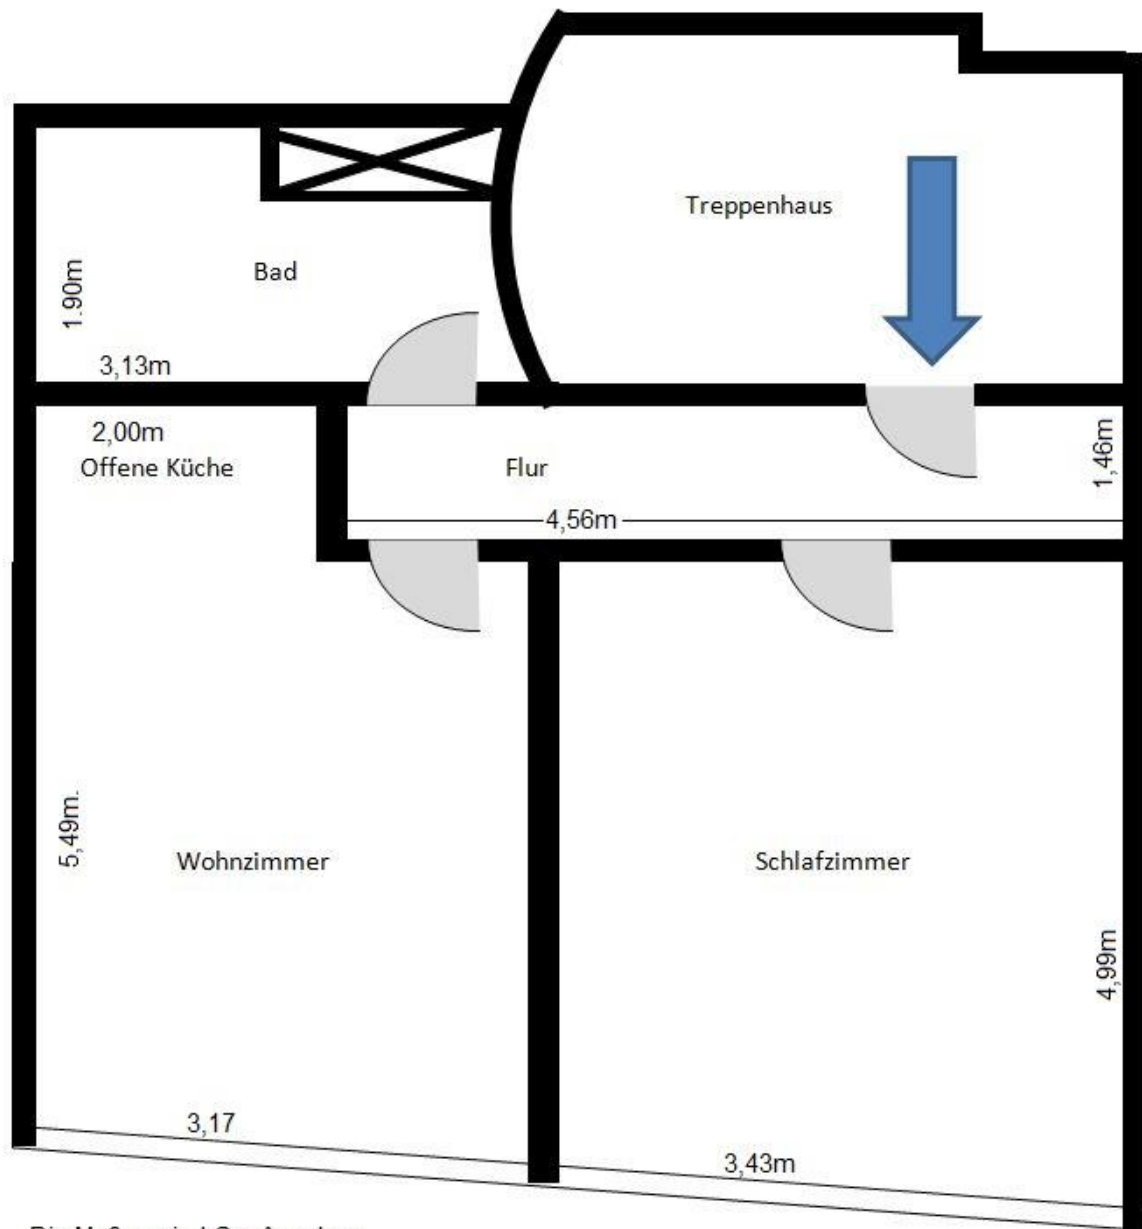 Treppenhaus
Bad
1.90m
3,13m
2,00m
Offene Küche
Flur
1,46m
4,56m
5,49m.
Wohnzimmer
Schlafzimmer
4,99m
3,17
3,43m